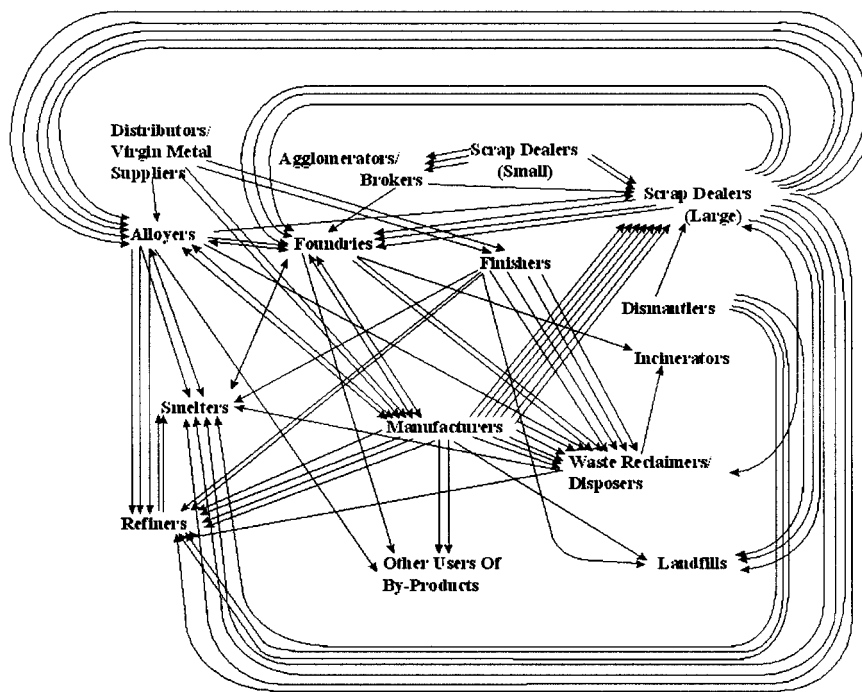 Distributors/
Virgin Metal
Suppliers
Agglomerators/
Brokers
Scrap Dealers
(Small)
Scrap Dealers
(Large)
Alloyers
Foundries
Finishers
Dismantlers
Incinerators
Smelters
Manufacturers
Waste Reclaimers/
Disposers
Refiners
Other Users Of
By-Products
Landfills